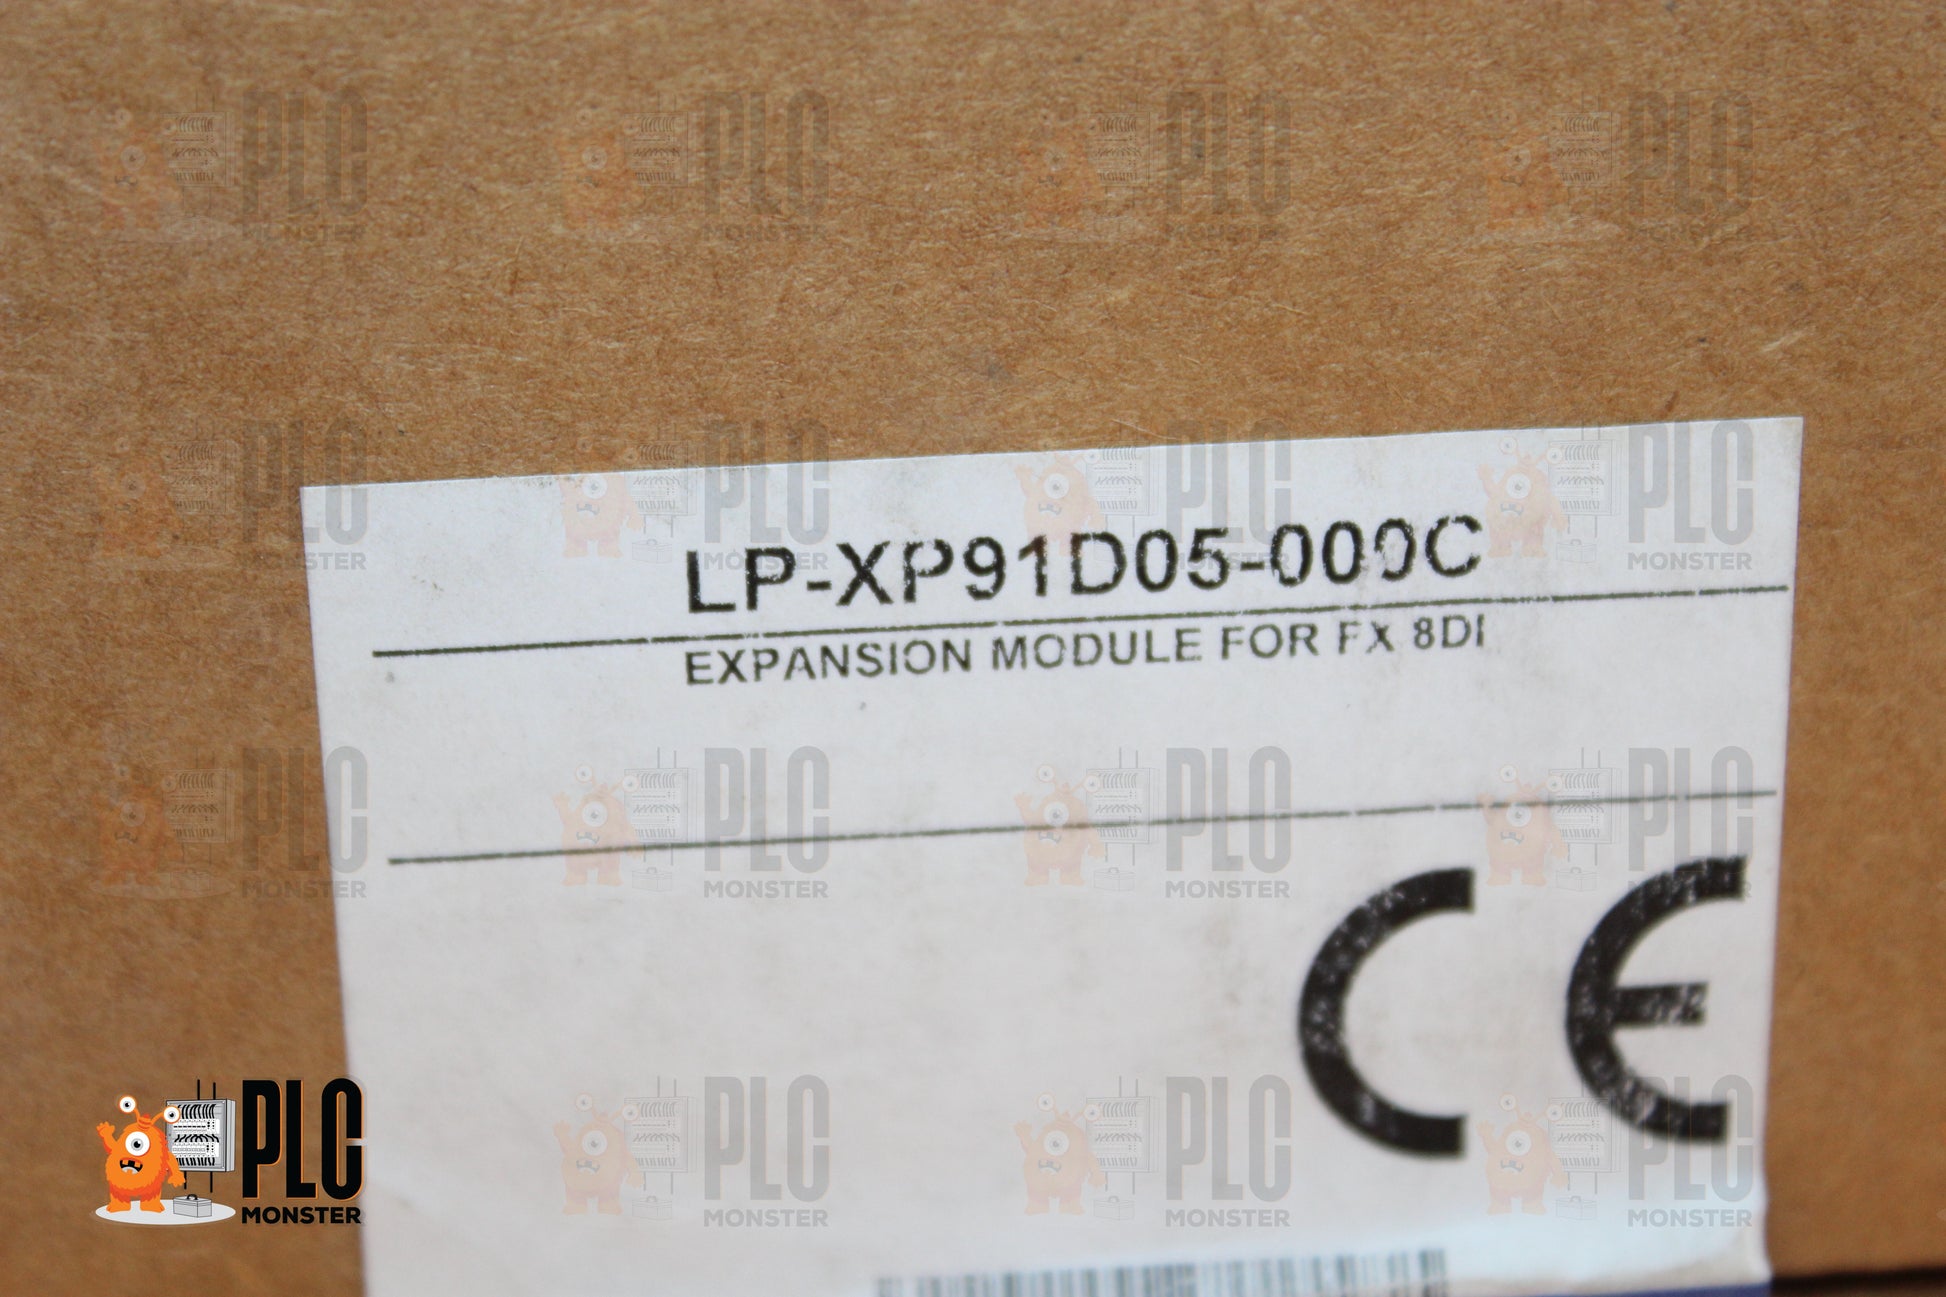 LP-XP91D05-000C
EXPANSION MODULE FOR FX 8DI
CE
PLC
MONSTER